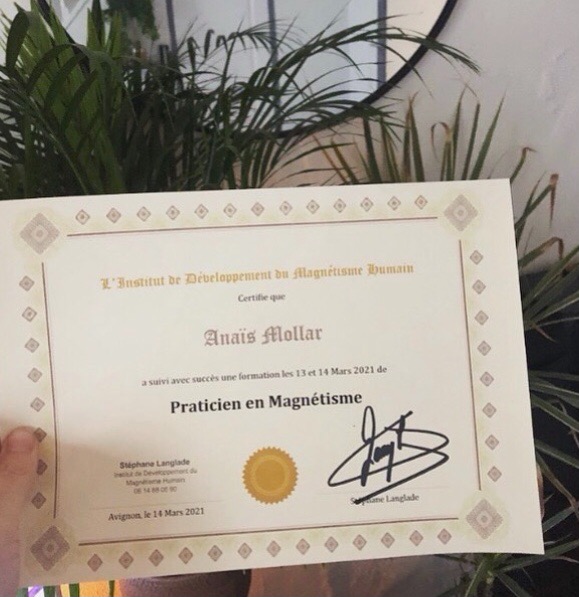 L'Institut de Développement du Magnétisme Humain
Certifie que
Anaïs Mollar
a suivi avec succès une formation les 13 et 14 Mars 2021 de
Praticien en Magnétisme
Stéphane Langlade
Institut de Développement du
Magnétisme Humain
Stéphane Langlade
Avignon, le 14 Mars 2021